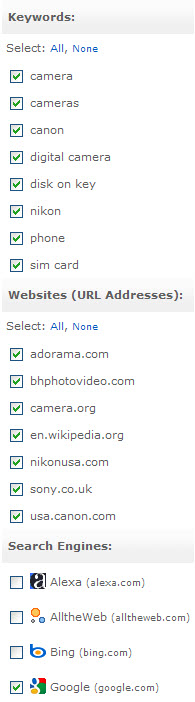 Keywords:
Select: All, None
camera
cameras
canon
digital camera
disk on key
nikon
phone
sim card
Websites (URL Addresses):
Select: All, None
adorama.com
bhphotovideo.com
camera.org
en.wikipedia.org
nikonusa.com
sony.co.uk
usa.canon.com
Search Engines:
Alexa (alexa.com)
AlltheWeb (alltheweb.com)
Bing (bing.com)
Google (google.com)